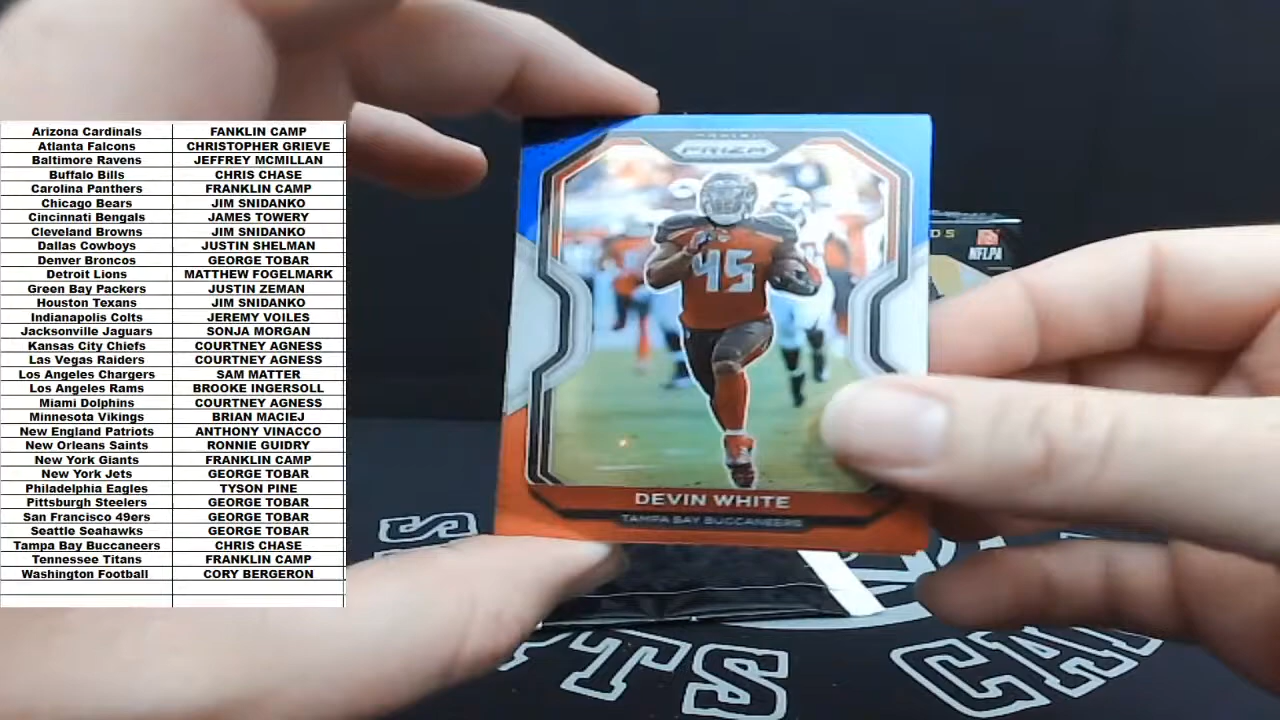 Arizona Cardinals FANKLIN CAMP
Atlanta Falcons CHRISTOPHER GRIEVE
Baltimore Ravens JEFFREY MCMILLAN
Buffalo Bills CHRIS CHASE
Carolina Panthers FRANKLIN CAMP
Chicago Bears JIM SNIDANKO
Cincinnati Bengals JAMES TOWERY
Cleveland Browns JIM SNIDANKO
Dallas Cowboys JUSTIN SHELMAN
Denver Broncos GEORGE TOBAR
Detroit Lions MATTHEW FOGELMARK
Green Bay Packers JUSTIN ZEMAN
Houston Texans JIM SNIDANKO
Indianapolis Colts JEREMY VOILES
Jacksonville Jaguars SONJA MORGAN
Kansas City Chiefs COURTNEY AGNESS
Las Vegas Raiders COURTNEY AGNESS
Los Angeles Chargers SAM MATTER
Los Angeles Rams BROOKE INGERSOLL
Miami Dolphins COURTNEY AGNESS
Minnesota Vikings BRIAN MACIEJ
New England Patriots ANTHONY VINACCO
New Orleans Saints RONNIE GUIDRY
New York Giants FRANKLIN CAMP
New York Jets GEORGE TOBAR
Philadelphia Eagles TYSON PINE
Pittsburgh Steelers GEORGE TOBAR
San Francisco 49ers GEORGE TOBAR
Seattle Seahawks GEORGE TOBAR
Tampa Bay Buccaneers CHRIS CHASE
Tennessee Titans FRANKLIN CAMP
Washington Football CORY BERGERON
PANINI
PRIZM
45
DEVIN WHITE
TAMPA BAY BUCCANEERS
NFLPA